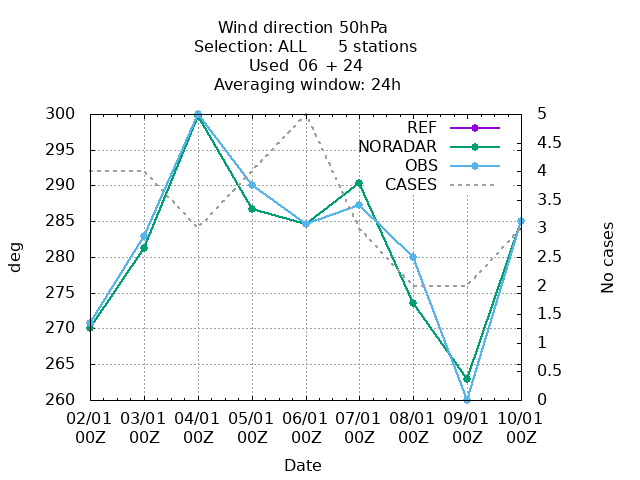 Wind direction 50hPa
Selection: ALL 5 stations
Used 06 + 24
Averaging window: 24h
300 5
REF
295 4.5
NORADAR
OBS
290 4
CASES
285 3.5
280 3
275 2.5
270 2
265 1.5
260 1
0.5
0
deg
No cases
02/01 03/01 04/01 05/01 06/01 07/01 08/01 09/01 10/01
00Z 00Z 00Z 00Z 00Z 00Z 00Z 00Z 00Z
Date